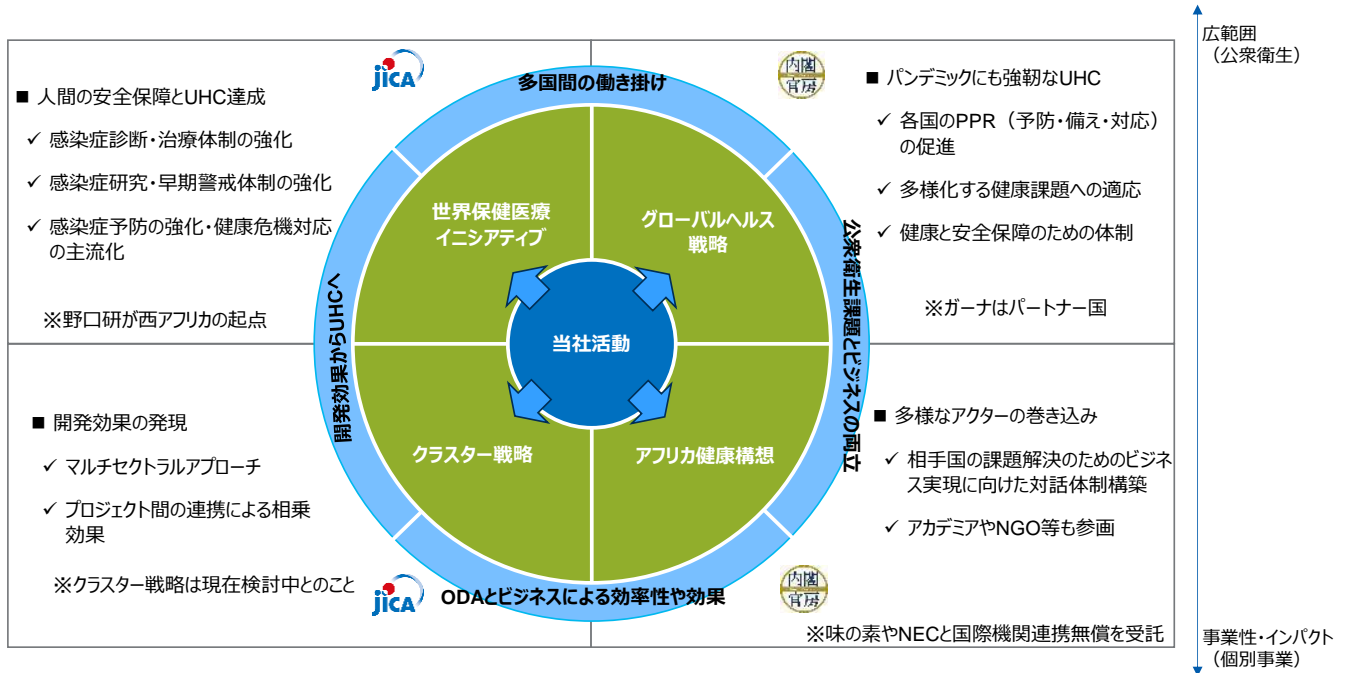 広範囲
（公衆衛生）
jICA
多国間の働き掛け
内閣
官房
■ 人間の安全保障とUHC達成
✓ 感染症診断・治療体制の強化
✓ 感染症研究・早期警戒体制の強化
✓ 感染症予防の強化・健康危機対応
の主流化
※野口研が西アフリカの起点
■ パンデミックにも強靭なUHC
✓ 各国のPPR（予防・備え・対応）
の促進
✓ 多様化する健康課題への適応
✓ 健康と安全保障のための体制
※ガーナはパートナー国
世界保健医療
イニシアティブ
グローバルヘルス
戦略
開発効果からUHCへ
当社活動
公衆衛生課題とビジネスの両立
クラスター戦略
アフリカ健康構想
■ 開発効果の発現
✓ マルチセクトラルアプローチ
✓ プロジェクト間の連携による相乗
効果
※クラスター戦略は現在検討中とのこと
■ 多様なアクターの巻き込み
✓ 相手国の課題解決のためのビジネ
ス実現に向けた対話体制構築
✓ アカデミアやNGO等も参画
jICA
ODAとビジネスによる効率性や効果
内閣
官房
※味の素やNECと国際機関連携無償を受託
事業性・インパクト
（個別事業）